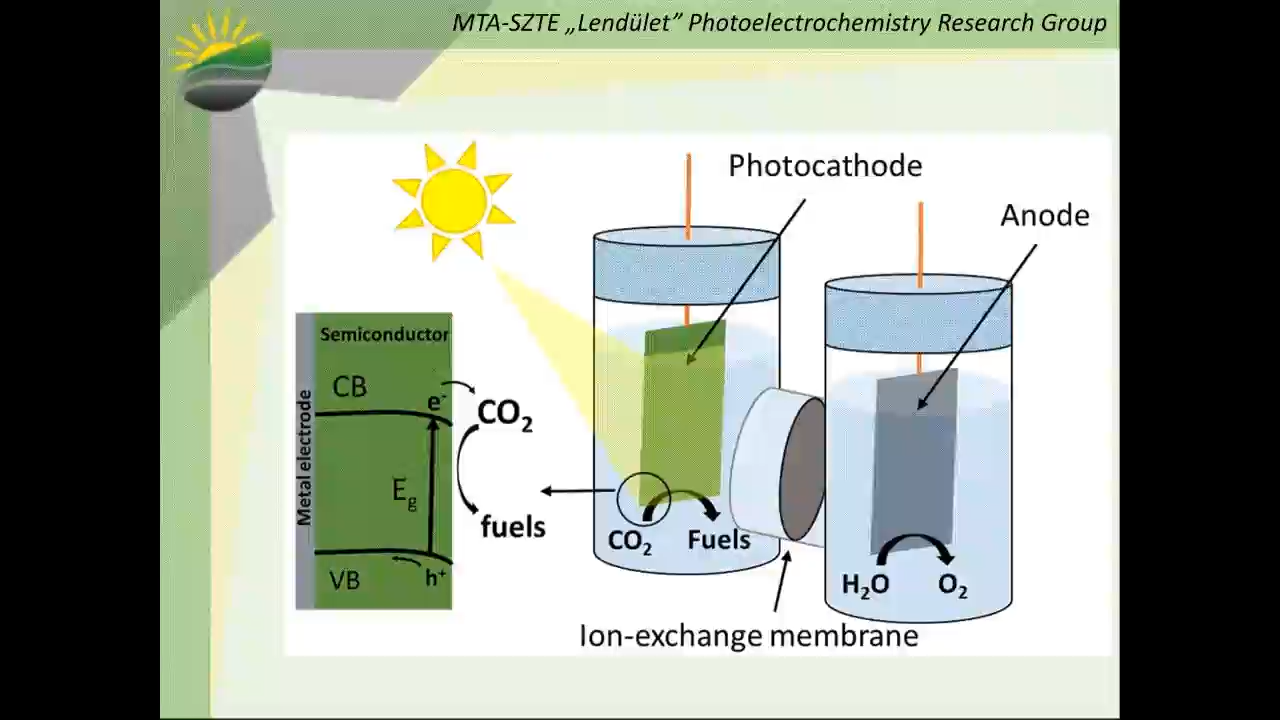 MTA-SZTE „Lendület” Photoelectrochemistry Research Group
Photocathode
Anode
Semiconductor
Metal electrode
CB
e⁻
CO₂
E₉
fuels
VB
h⁺
CO₂
Fuels
H₂O
O₂
Ion-exchange membrane